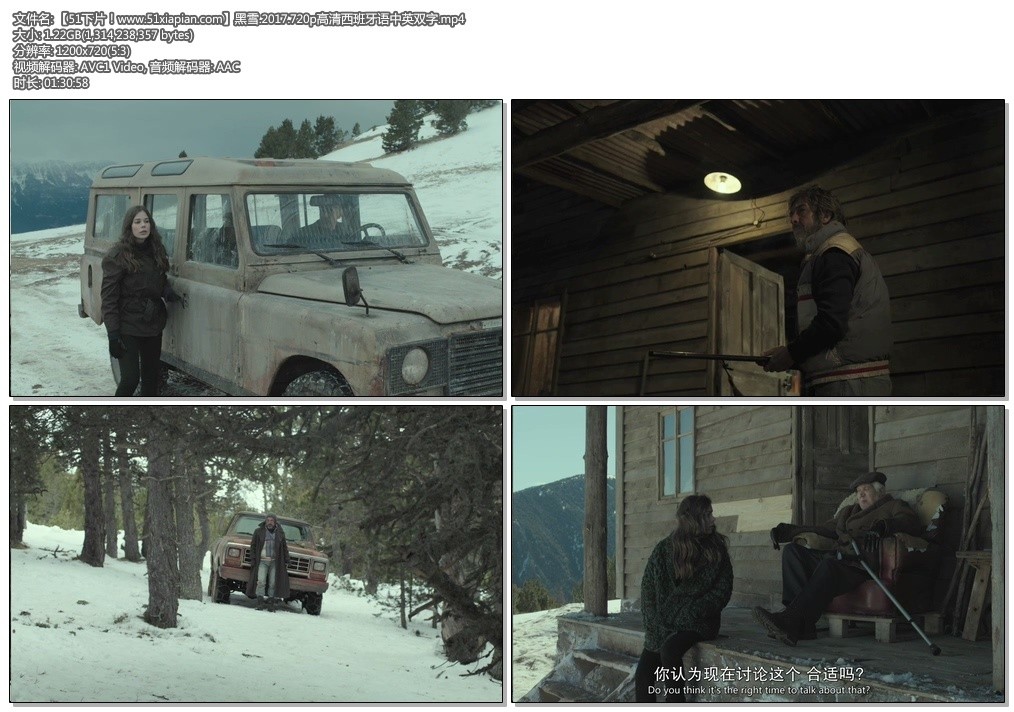 文件名: 【51下片！www.51xiapian.com】黑雪.2017.720p高清西班牙语中英双字.mp4
大小: 1.22GB(1,314,238,357 bytes)
分辨率: 1200x720(5:3)
视频解码器: AVC1 Video, 音频解码器: AAC
时长: 01:30:58
你认为现在讨论这个 合适吗?
Do you think it's the right time to talk about that?